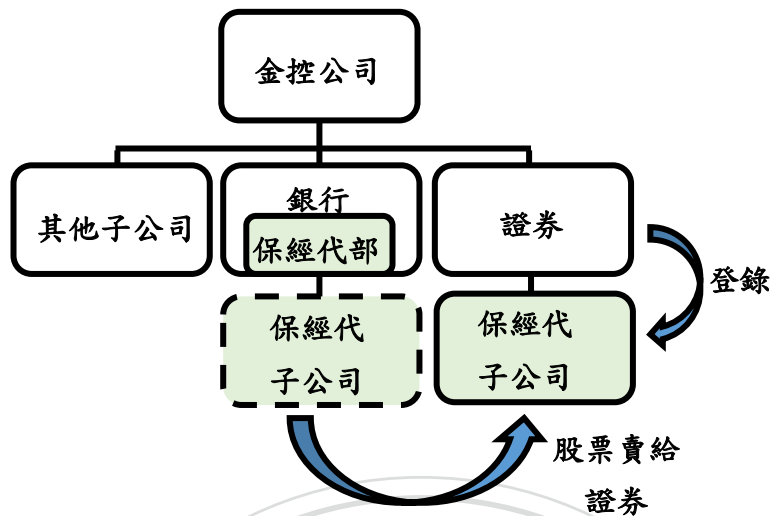 金控公司
其他子公司
銀行
保經代部
證券
登錄
保經代
子公司
保經代
子公司
股票賣給
證券